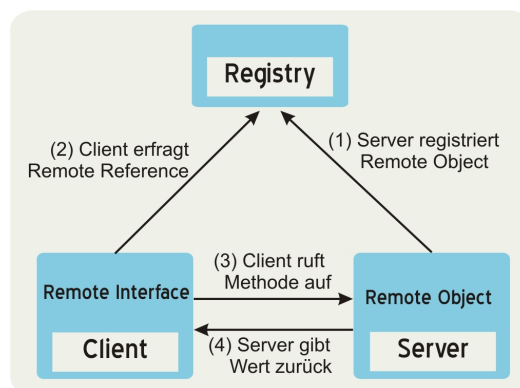 Registry
(2) Client erfragt
Remote Reference
(1) Server registriert
Remote Object
Remote Interface
Client
(3) Client ruft
Methode auf
(4) Server gibt
Wert zurück
Remote Object
Server